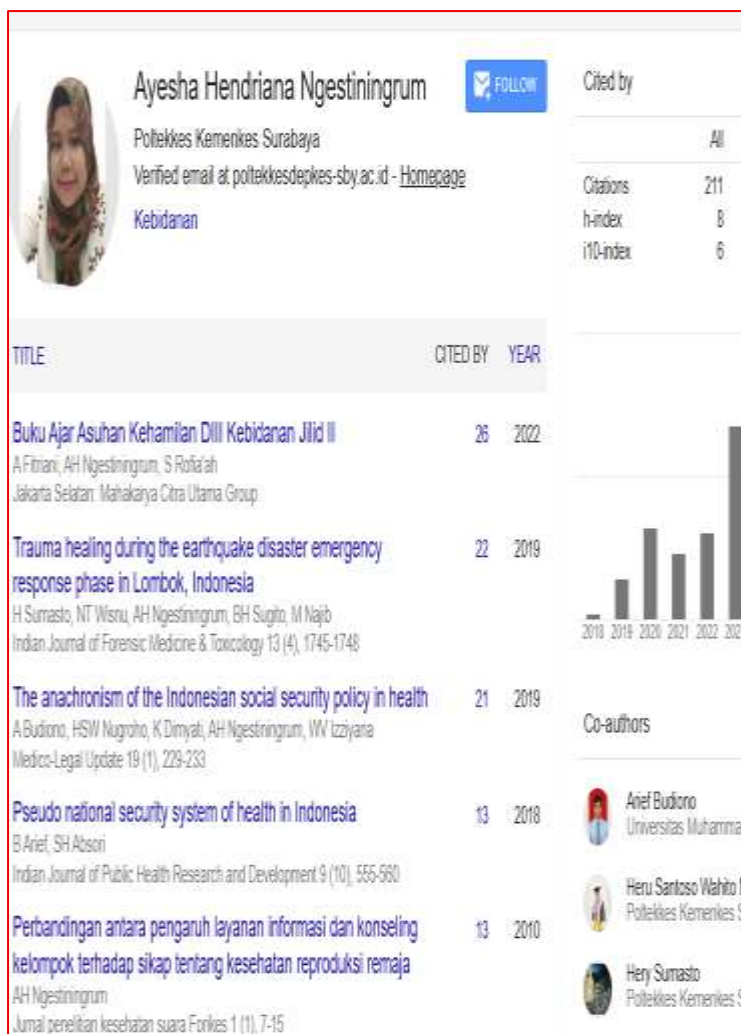 Ayesha Hendriana Ngestiningrum
FOLLOW
Poltekkes Kemenkes Surabaya
Verified email at poltekkesdepkes-sby.ac.id - Homepage
Kebidanan
TITLE CITED BY YEAR
Buku Ajar Asuhan Kehamilan DIII Kebidanan Jilid II 26 2022
A Fitriani, AH Ngestiningrum, S Rofi'ah
Jakarta Selatan: Mahakarya Citra Utama Group
Trauma healing during the earthquake disaster emergency 22 2019
response phase in Lombok, Indonesia
H Sumasto, NT Wisnu, AH Ngestiningrum, BH Sugito, M Najib
Indian Journal of Forensic Medicine & Toxicology 13 (4), 1745-1748
The anachronism of the Indonesian social security policy in health 21 2019
A Budiono, HSW Nugroho, K Dimyati, AH Ngestiningrum, WV Izziyana
Medico-Legal Update 19 (1), 229-233
Pseudo national security system of health in Indonesia 13 2018
B Arief, SH Absori
Indian Journal of Public Health Research and Development 9 (10), 555-560
Perbandingan antara pengaruh layanan informasi dan konseling 13 2010
kelompok terhadap sikap tentang kesehatan reproduksi remaja
AH Ngestiningrum
Jurnal penelitian kesehatan suara Forikes 1 (1), 7-15
Cited by
All
Citations 211
h-index 8
i10-index 6
2018 2019 2020 2021 2022 202
Co-authors
Arief Budiono
Universitas Muhamma
Heru Santoso Wahito
Poltekkes Kemenkes S
Hery Sumasto
Poltekkes Kemenkes S